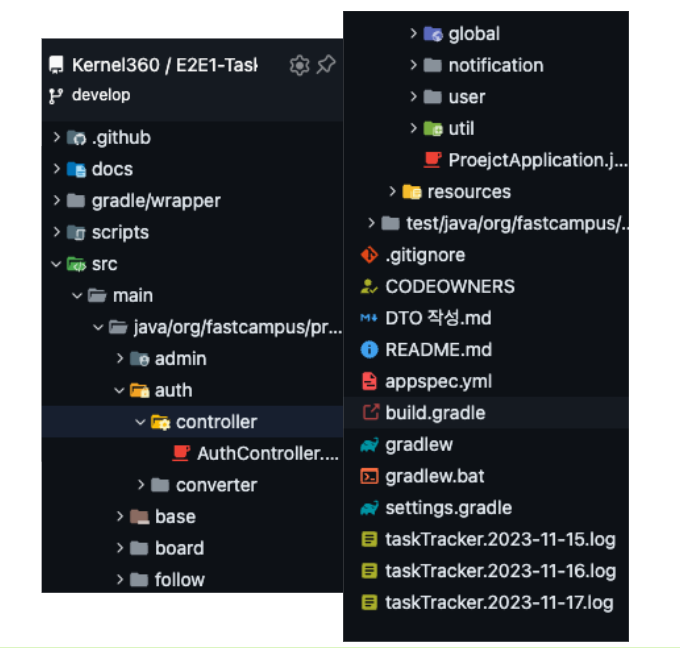 Kernel360 / E2E1-Task
develop
.github
docs
gradle/wrapper
scripts
src
main
java/org/fastcampus/pr...
admin
auth
controller
AuthController....
converter
base
board
follow
global
notification
user
util
ProejctApplication.j...
resources
test/java/org/fastcampus/...
.gitignore
CODEOWNERS
DTO 작성.md
README.md
appspec.yml
build.gradle
gradlew
gradlew.bat
settings.gradle
taskTracker.2023-11-15.log
taskTracker.2023-11-16.log
taskTracker.2023-11-17.log